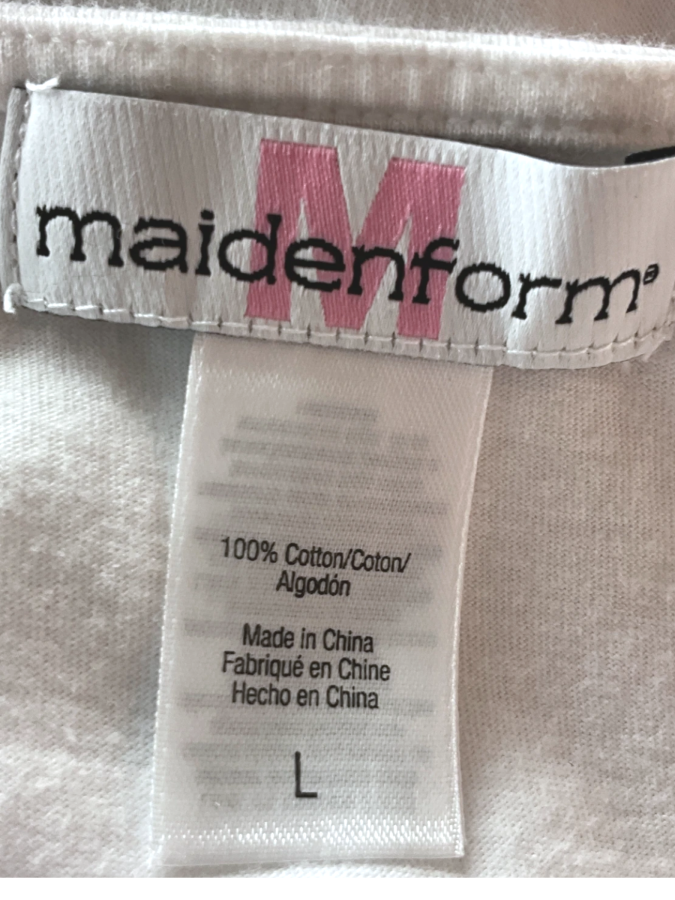 M
maidenform®
100% Cotton/Coton/
Algodón
Made in China
Fabriqué en Chine
Hecho en China
L